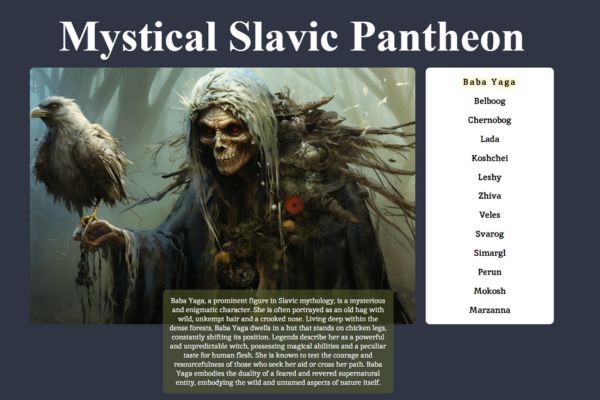 Mystical Slavic Pantheon
Baba Yaga
Belboog
Chernobog
Lada
Koshchei
Leshy
Zhiva
Veles
Svarog
Simargl
Perun
Mokosh
Marzanna
Baba Yaga, a prominent figure in Slavic mythology, is a mysterious
and enigmatic character. She is often portrayed as an old hag with
wild, unkempt hair and a crooked nose. Living deep within the
dense forests, Baba Yaga dwells in a hut that stands on chicken legs,
constantly shifting its position. Legends describe her as a powerful
and unpredictable witch, possessing magical abilities and a peculiar
taste for human flesh. She is known to test the courage and
resourcefulness of those who seek her aid or cross her path. Baba
Yaga embodies the duality of a feared and revered supernatural
entity, embodying the wild and untamed aspects of nature itself.